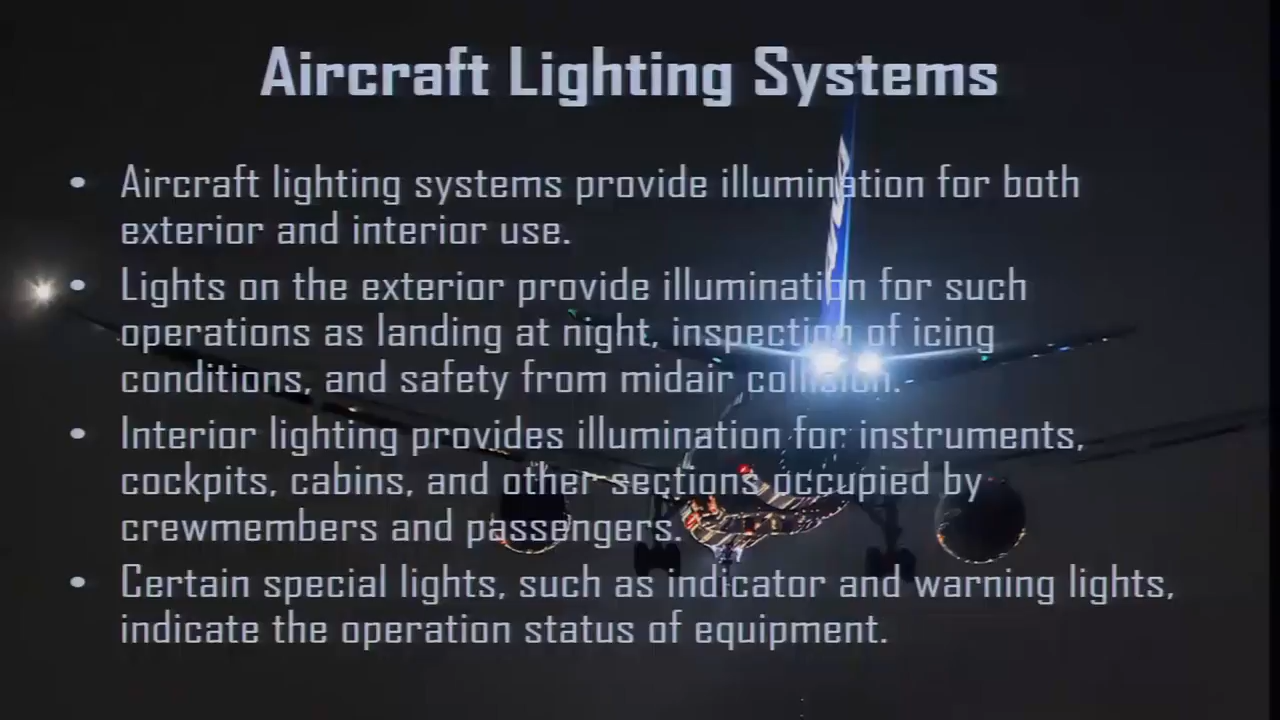 Aircraft Lighting Systems
• Aircraft lighting systems provide illumination for both
exterior and interior use.
• Lights on the exterior provide illumination for such
operations as landing at night, inspection of icing
conditions, and safety from midair collision.
• Interior lighting provides illumination for instruments,
cockpits, cabins, and other sections occupied by
crewmembers and passengers.
• Certain special lights, such as indicator and warning lights,
indicate the operation status of equipment.